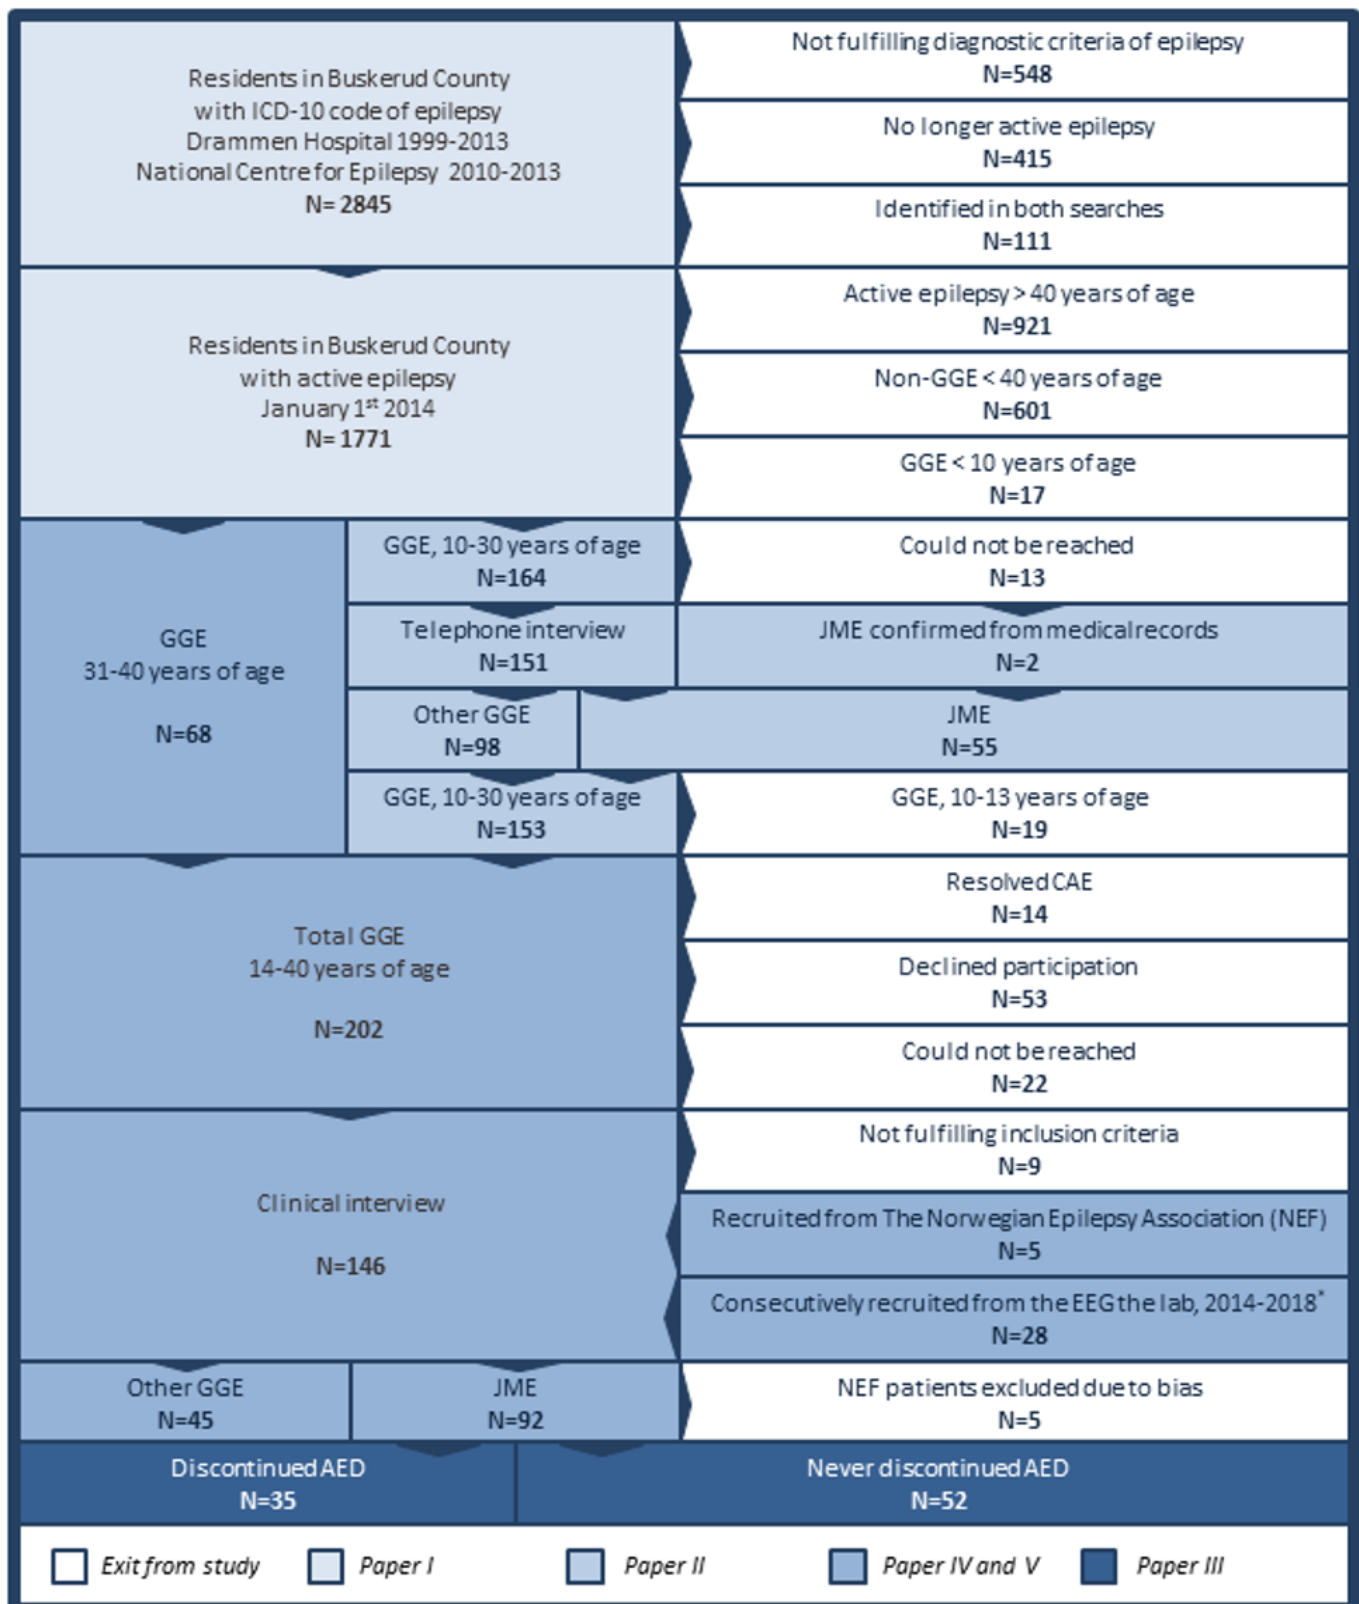 Residents in Buskerud County
with ICD-10 code of epilepsy
Drammen Hospital 1999-2013
National Centre for Epilepsy 2010-2013
N= 2845
Not fulfilling diagnostic criteria of epilepsy
N=548
No longer active epilepsy
N=415
Identified in both searches
N=111
Residents in Buskerud County
with active epilepsy
January 1st 2014
N= 1771
Active epilepsy > 40 years of age
N=921
Non-GGE < 40 years of age
N=601
GGE < 10 years of age
N=17
GGE
31-40 years of age
N=68
GGE, 10-30 years of age
N=164
Could not be reached
N=13
Telephone interview
N=151
JME confirmed from medical records
N=2
Other GGE
N=98
JME
N=55
GGE, 10-30 years of age
N=153
GGE, 10-13 years of age
N=19
Total GGE
14-40 years of age
N=202
Resolved CAE
N=14
Declined participation
N=53
Could not be reached
N=22
Clinical interview
N=146
Not fulfilling inclusion criteria
N=9
Recruited from The Norwegian Epilepsy Association (NEF)
N=5
Consecutively recruited from the EEG the lab, 2014-2018*
N=28
Other GGE
N=45
JME
N=92
NEF patients excluded due to bias
N=5
Discontinued AED
N=35
Never discontinued AED
N=52
Exit from study
Paper I
Paper II
Paper IV and V
Paper III